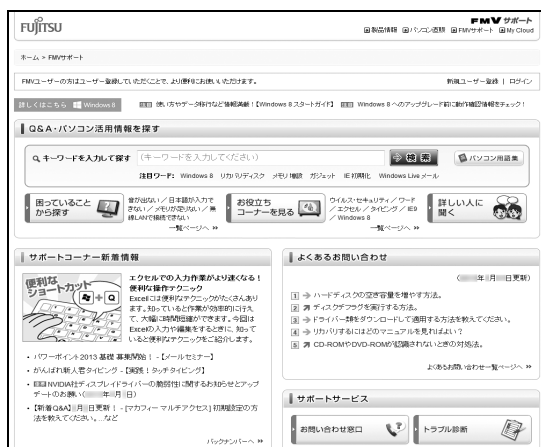 FUJITSU
FMV サポート
製品情報 パソコン直販 FMVサポート My Cloud
ホーム > FMVサポート
FMVユーザーの方はユーザー登録していただくことで、より便利にお使いいただけます。
新規ユーザー登録 | ログイン
詳しくはこちら Windows 8
使い方やデータ移行など情報満載！【Windows 8 スタートガイド】
Windows 8 へのアップグレード前に動作確認情報をチェック！
Q&A・パソコン活用情報を探す
キーワードを入力して探す
(キーワードを入力してください)
検索
パソコン用語集
注目ワード: Windows 8 リカバリディスク メモリ増設 ガジェット IE 初期化 Windows Live メール
困っていることから探す
音が出ない／日本語が入力できない／メモリが足りない／無線LANで接続できない
一覧ページへ
お役立ちコーナーを見る
ウイルス・セキュリティ／ワード／エクセル／タイピング／IE9／Windows 8
一覧ページへ
詳しい人に聞く
サポートコーナー新着情報
便利なショートカット
+ Q
エクセルでの入力作業がより速くなる！
便利な操作テクニック
Excelには便利なテクニックがたくさんあります。知っていると作業が効率的に行えて、大幅に時間短縮ができます。今回はExcelの入力や編集をするときに、知っていると便利なテクニックをご紹介します。
・パワーポイント2013 基礎 募集開始！ - 【メールセミナー】
・がんばれ!新人君タイピング - 【実践！タッチタイピング】
・NVIDIA社ディスプレイドライバーの脆弱性に関するお知らせとアップデートのお願い(年 月 日)
・【新着Q&A】 月 日更新！ - [マカフィー マルチアクセス] 初期設定の方法を教えてください。...など
バックナンバーへ
よくあるお問い合わせ
( 年 月 日更新)
1 ハードディスクの空き容量を増やす方法。
2 ディスクデフラグを実行する方法。
3 ドライバー類をダウンロードして適用する方法を教えてください。
4 リカバリするにはどのマニュアルを見ればよい？
5 CD-ROMやDVD-ROMが認識されないときの対処法。
よくあるお問い合わせ一覧ページへ
サポートサービス
お問い合わせ窓口
トラブル診断